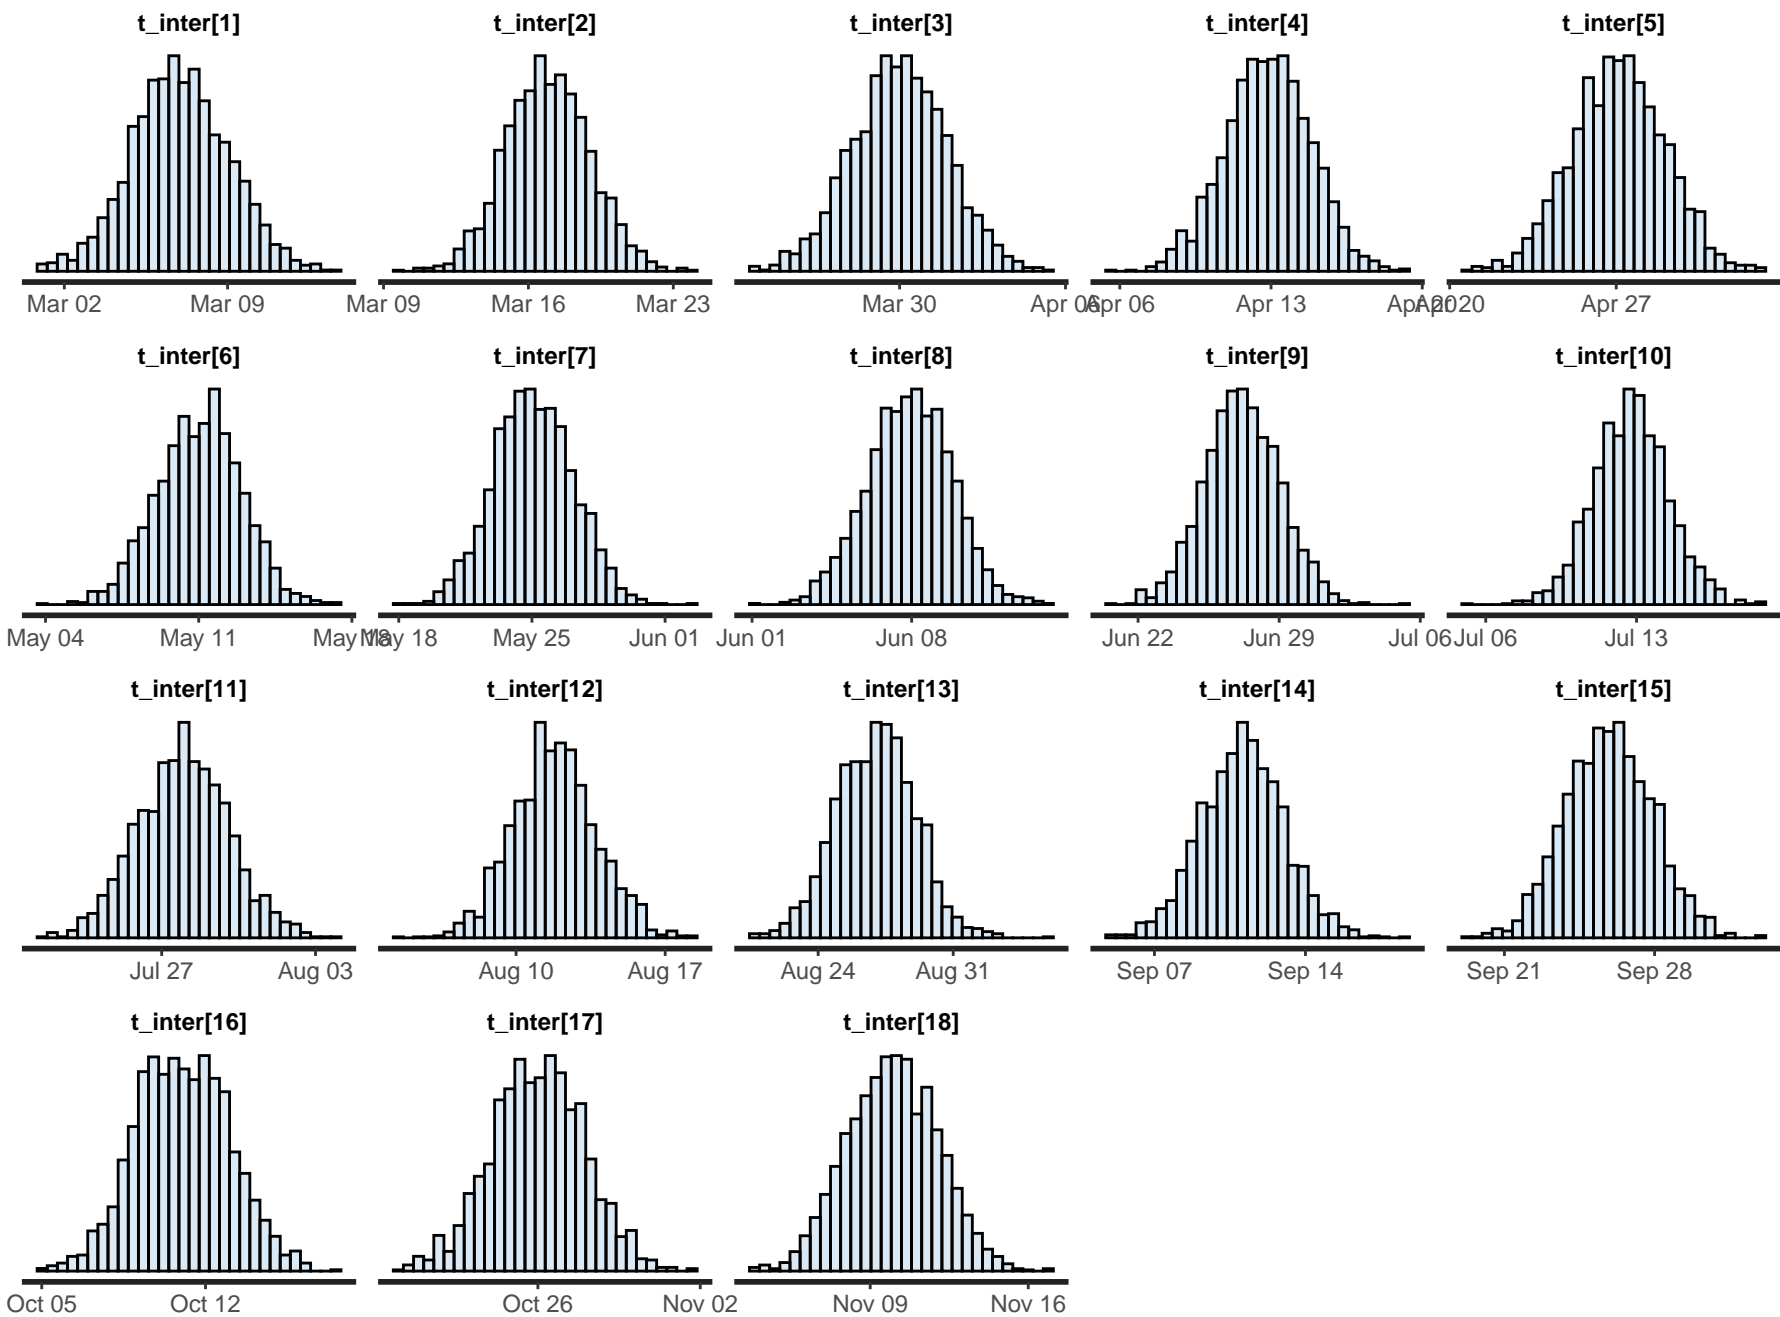 t_inter[1] t_inter[2] t_inter[3] t_inter[4] t_inter[5]
Mar 02 Mar 09 Mar 09 Mar 16 Mar 23 Mar 30 Apr 06 Apr 06 Apr 13 Apr 20 Apr 20 Apr 27
t_inter[6] t_inter[7] t_inter[8] t_inter[9] t_inter[10]
May 04 May 11 May 18 May 18 May 25 Jun 01 Jun 01 Jun 08 Jun 22 Jun 29 Jul 06 Jul 06 Jul 13
t_inter[11] t_inter[12] t_inter[13] t_inter[14] t_inter[15]
Jul 27 Aug 03 Aug 10 Aug 17 Aug 24 Aug 31 Sep 07 Sep 14 Sep 21 Sep 28
t_inter[16] t_inter[17] t_inter[18]
Oct 05 Oct 12 Oct 26 Nov 02 Nov 09 Nov 16